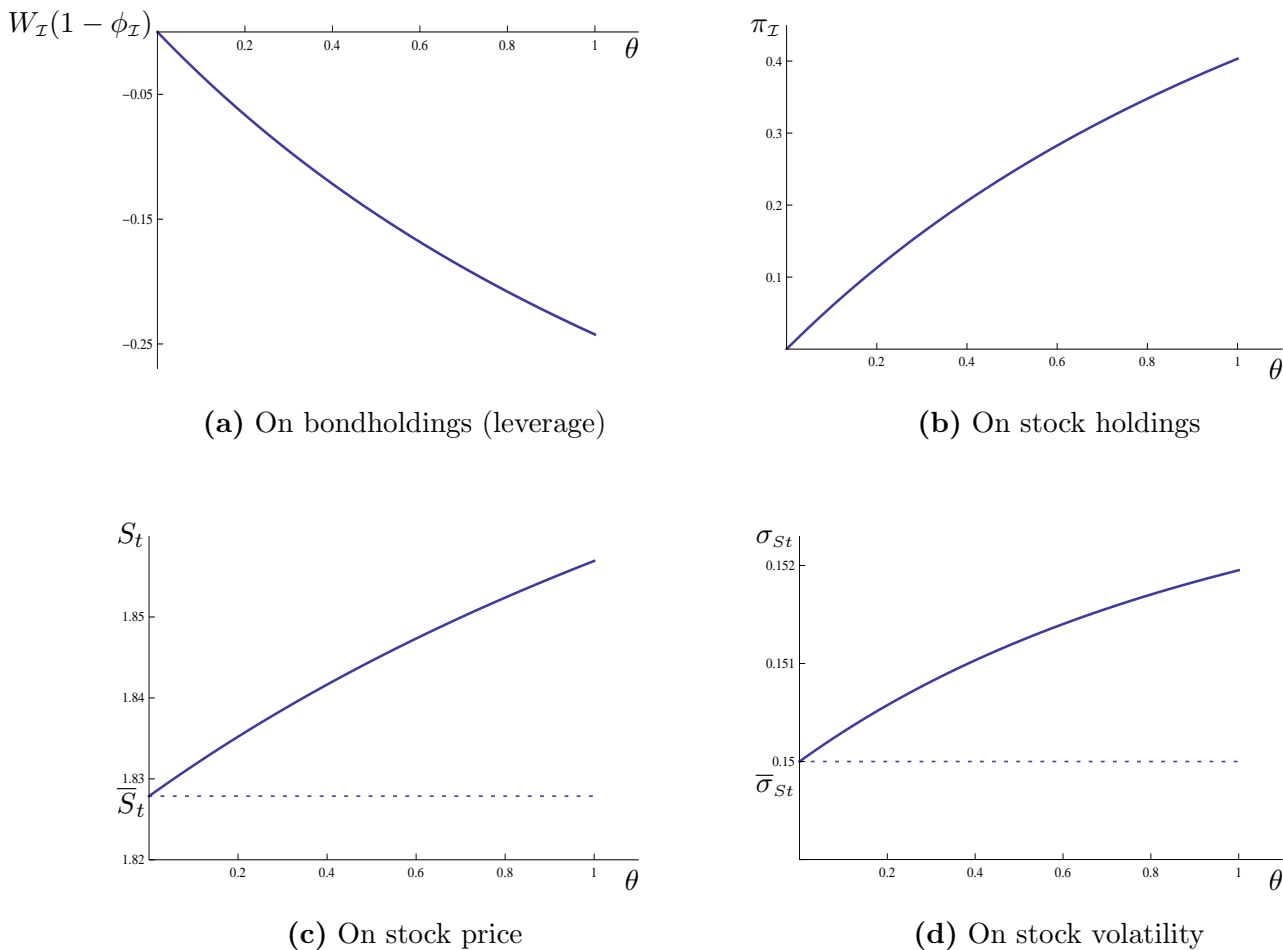 W_ℐ(1 − ϕ_ℐ)
0.2 0.4 0.6 0.8 1 θ
−0.05
−0.15
−0.25
(a) On bondholdings (leverage)
π_ℐ
0.4
0.3
0.2
0.1
0.2 0.4 0.6 0.8 1 θ
(b) On stock holdings
S_t
1.85
1.84
1.83
S̅_t
1.82
0.2 0.4 0.6 0.8 1 θ
(c) On stock price
σ_{St}
0.152
0.151
0.15
σ̅_{St}
0.2 0.4 0.6 0.8 1 θ
(d) On stock volatility